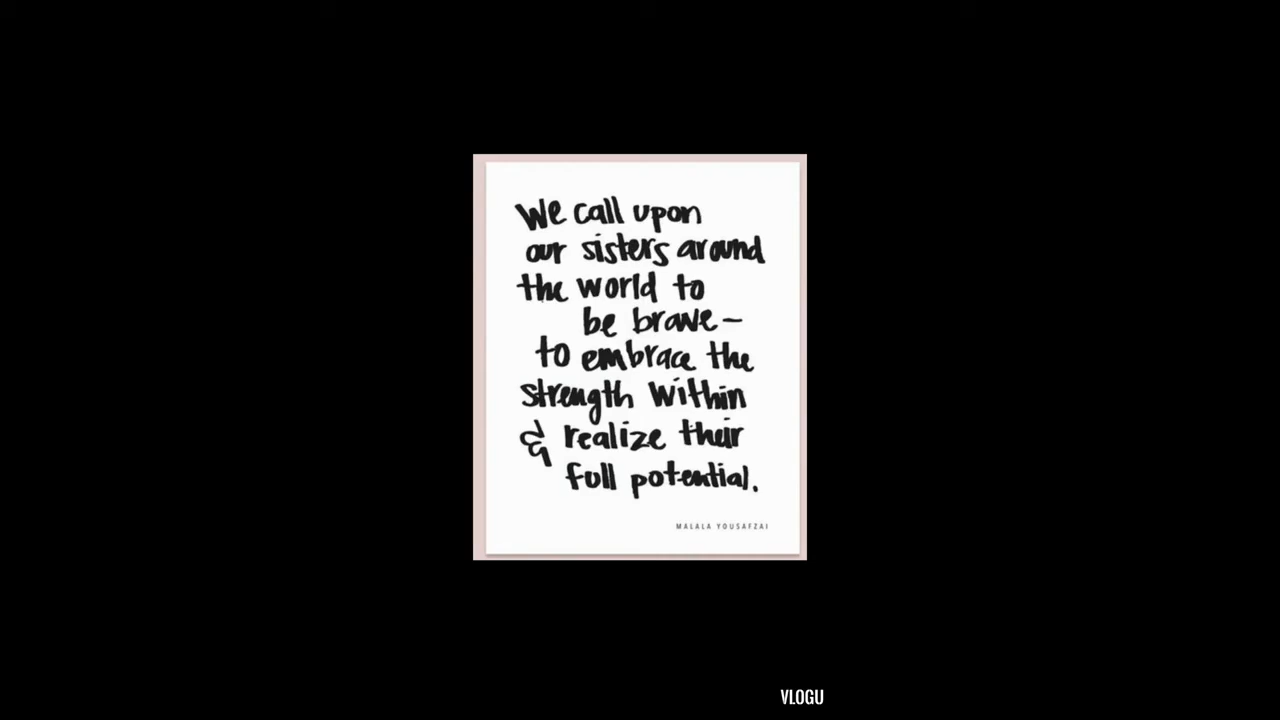 We call upon
our sisters around
the world to
be brave –
to embrace the
strength within
& realize their
full potential.
MALALA YOUSAFZAI
VLOGU